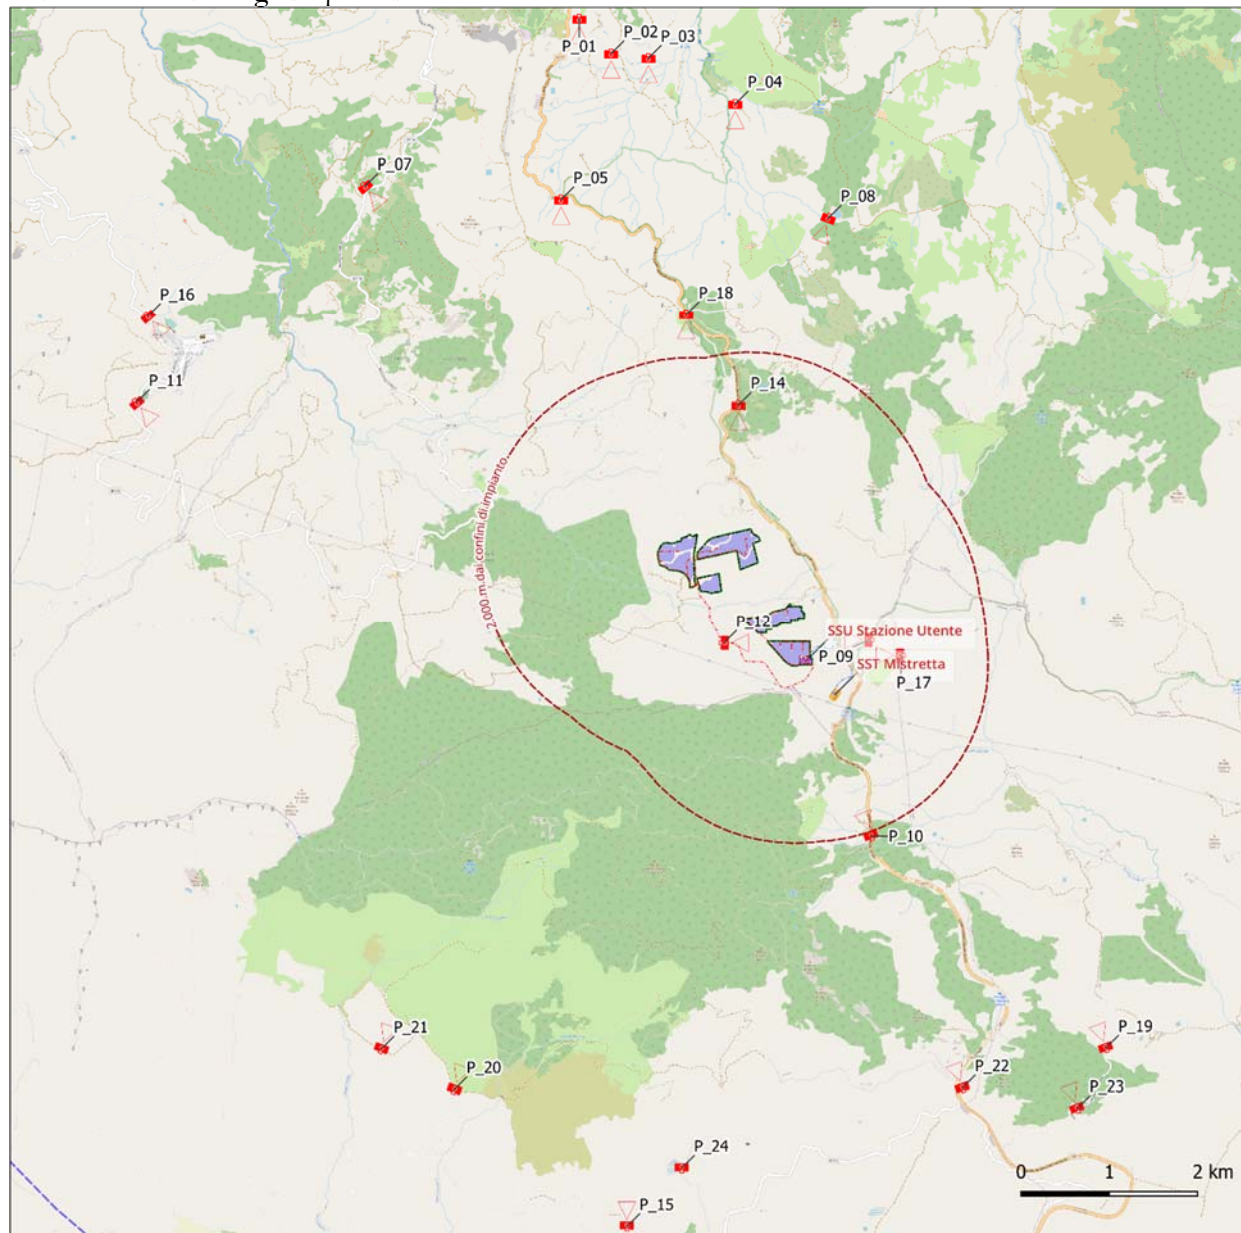 P_01
P_02
P_03
P_04
P_07
P_05
P_08
P_16
P_18
P_11
P_14
2.000 m dai confini di impianto
P_12
SSU Stazione Utente
P_09
SST Mistretta
P_17
P_10
P_21
P_19
P_20
P_22
P_23
P_24
P_15
0 1 2 km